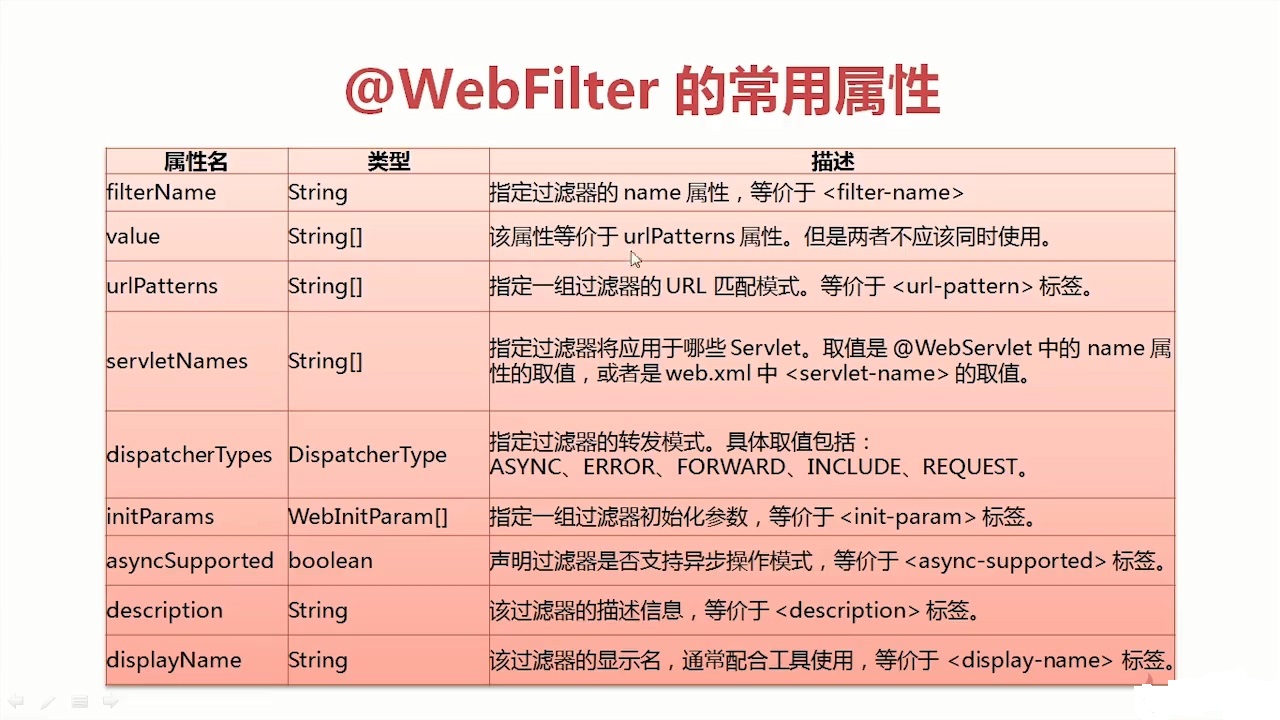 @WebFilter 的常用属性
属性名 类型 描述
filterName String 指定过滤器的 name 属性，等价于 <filter-name>
value String[] 该属性等价于 urlPatterns 属性。但是两者不应该同时使用。
urlPatterns String[] 指定一组过滤器的 URL 匹配模式。等价于 <url-pattern> 标签。
servletNames String[] 指定过滤器将应用于哪些 Servlet。取值是 @WebServlet 中的 name 属
性的取值，或者是 web.xml 中 <servlet-name> 的取值。
dispatcherTypes DispatcherType 指定过滤器的转发模式。具体取值包括：
ASYNC、ERROR、FORWARD、INCLUDE、REQUEST。
initParams WebInitParam[] 指定一组过滤器初始化参数，等价于 <init-param> 标签。
asyncSupported boolean 声明过滤器是否支持异步操作模式，等价于 <async-supported> 标签。
description String 该过滤器的描述信息，等价于 <description> 标签。
displayName String 该过滤器的显示名，通常配合工具使用，等价于 <display-name> 标签。